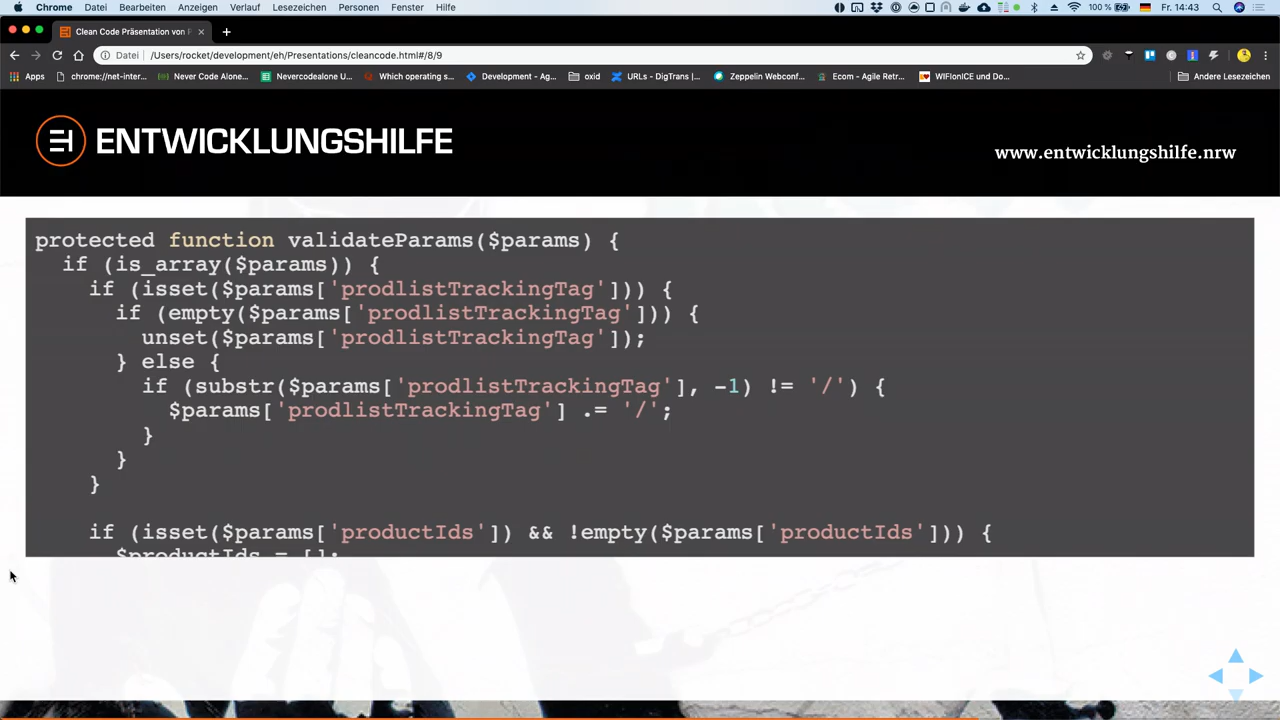 Chrome Datei Bearbeiten Anzeigen Verlauf Lesezeichen Personen Fenster Hilfe 100 % Fr. 14:43
Clean Code Präsentation von
Datei /Users/rocket/development/eh/Presentations/cleancode.html#/8/9
Apps chrome://net-inter... Never Code Alone... Nevercodealone U... Which operating s... Development - Ag... oxid URLs - DigTrans |... Zeppelin Webconf... Ecom - Agile Retr... WIFIonICE und Do... Andere Lesezeichen
ENTWICKLUNGSHILFE
www.entwicklungshilfe.nrw
protected function validateParams($params) {
if (is_array($params)) {
if (isset($params['prodlistTrackingTag'])) {
if (empty($params['prodlistTrackingTag'])) {
unset($params['prodlistTrackingTag']);
} else {
if (substr($params['prodlistTrackingTag'], -1) != '/') {
$params['prodlistTrackingTag'] .= '/';
}
}
}
if (isset($params['productIds']) && !empty($params['productIds'])) {
$productIds = [];